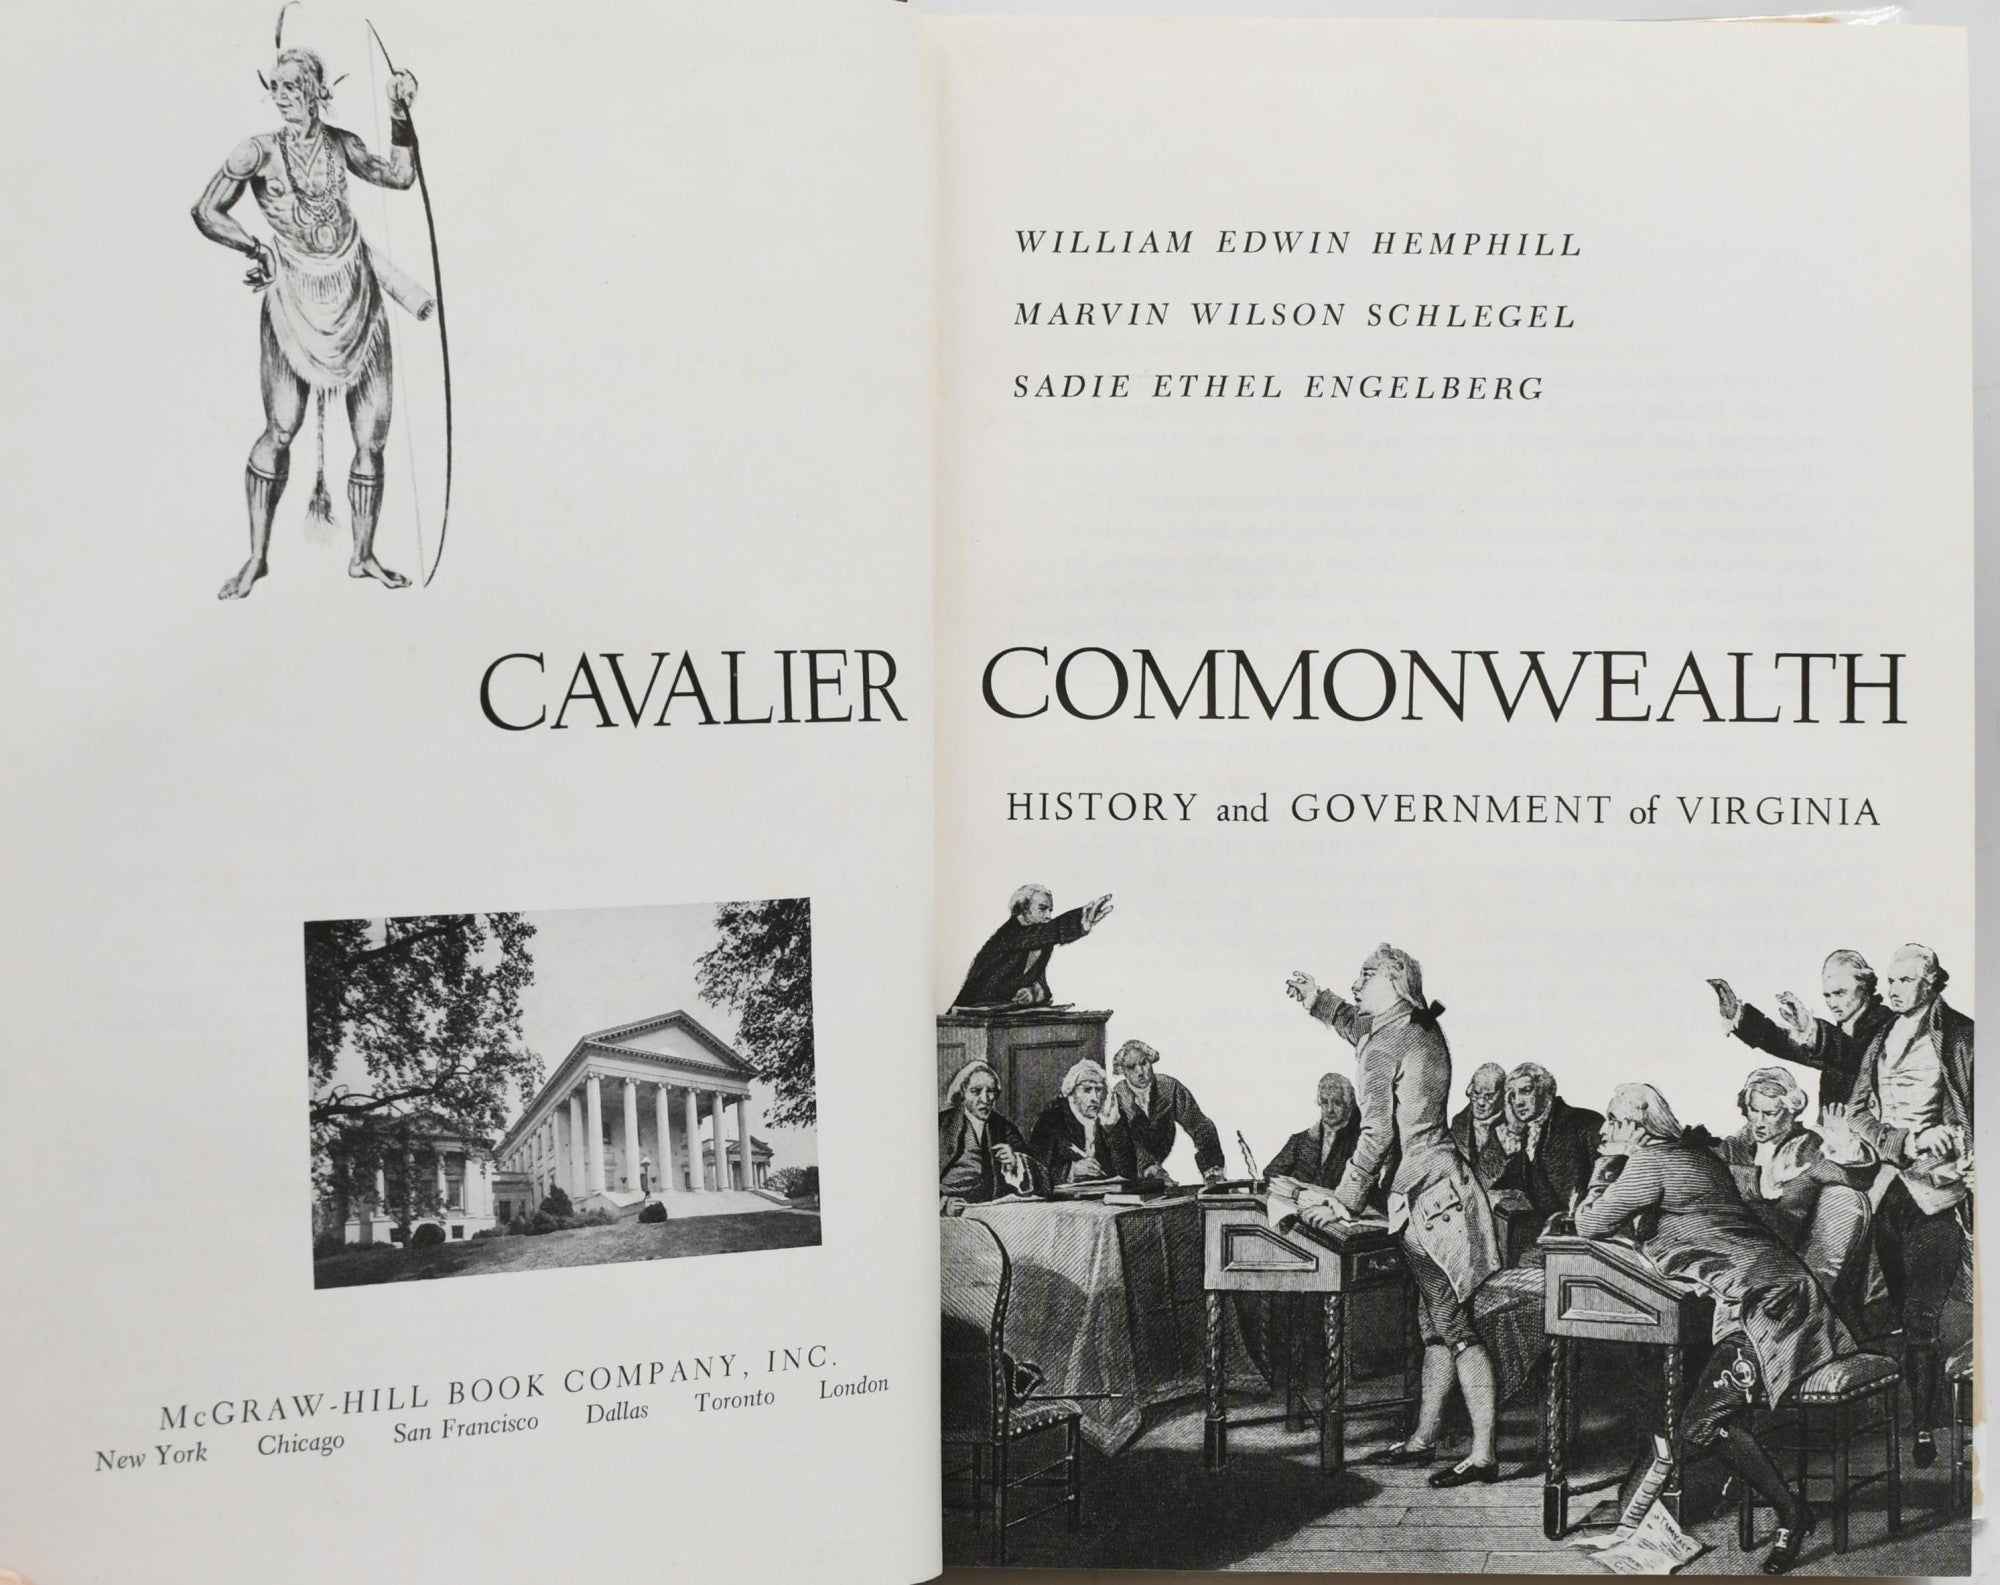 WILLIAM EDWIN HEMPHILL
MARVIN WILSON SCHLEGEL
SADIE ETHEL ENGELBERG
CAVALIER COMMONWEALTH
HISTORY and GOVERNMENT of VIRGINIA
McGRAW-HILL BOOK COMPANY, INC.
New York Chicago San Francisco Dallas Toronto London